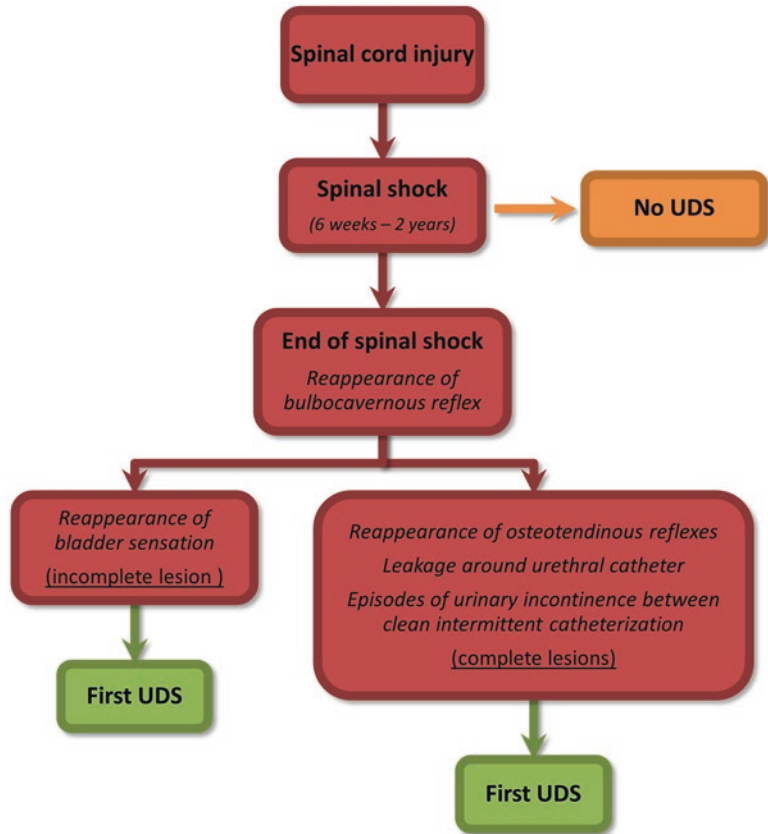 Spinal cord injury
Spinal shock
(6 weeks – 2 years)
No UDS
End of spinal shock
Reappearance of
bulbocavernous reflex
Reappearance of
bladder sensation
(incomplete lesion )
First UDS
Reappearance of osteotendinous reflexes
Leakage around urethral catheter
Episodes of urinary incontinence between
clean intermittent catheterization
(complete lesions)
First UDS